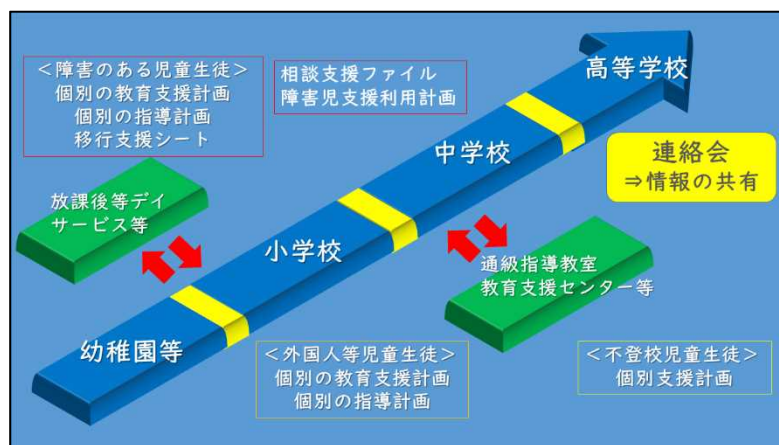 ＜障害のある児童生徒＞
個別の教育支援計画
個別の指導計画
移行支援シート
相談支援ファイル
障害児支援利用計画
高等学校
連絡会
⇒情報の共有
中学校
放課後等デイ
サービス等
小学校
通級指導教室
教育支援センター等
幼稚園等
＜外国人等児童生徒＞
個別の教育支援計画
個別の指導計画
＜不登校児童生徒＞
個別支援計画